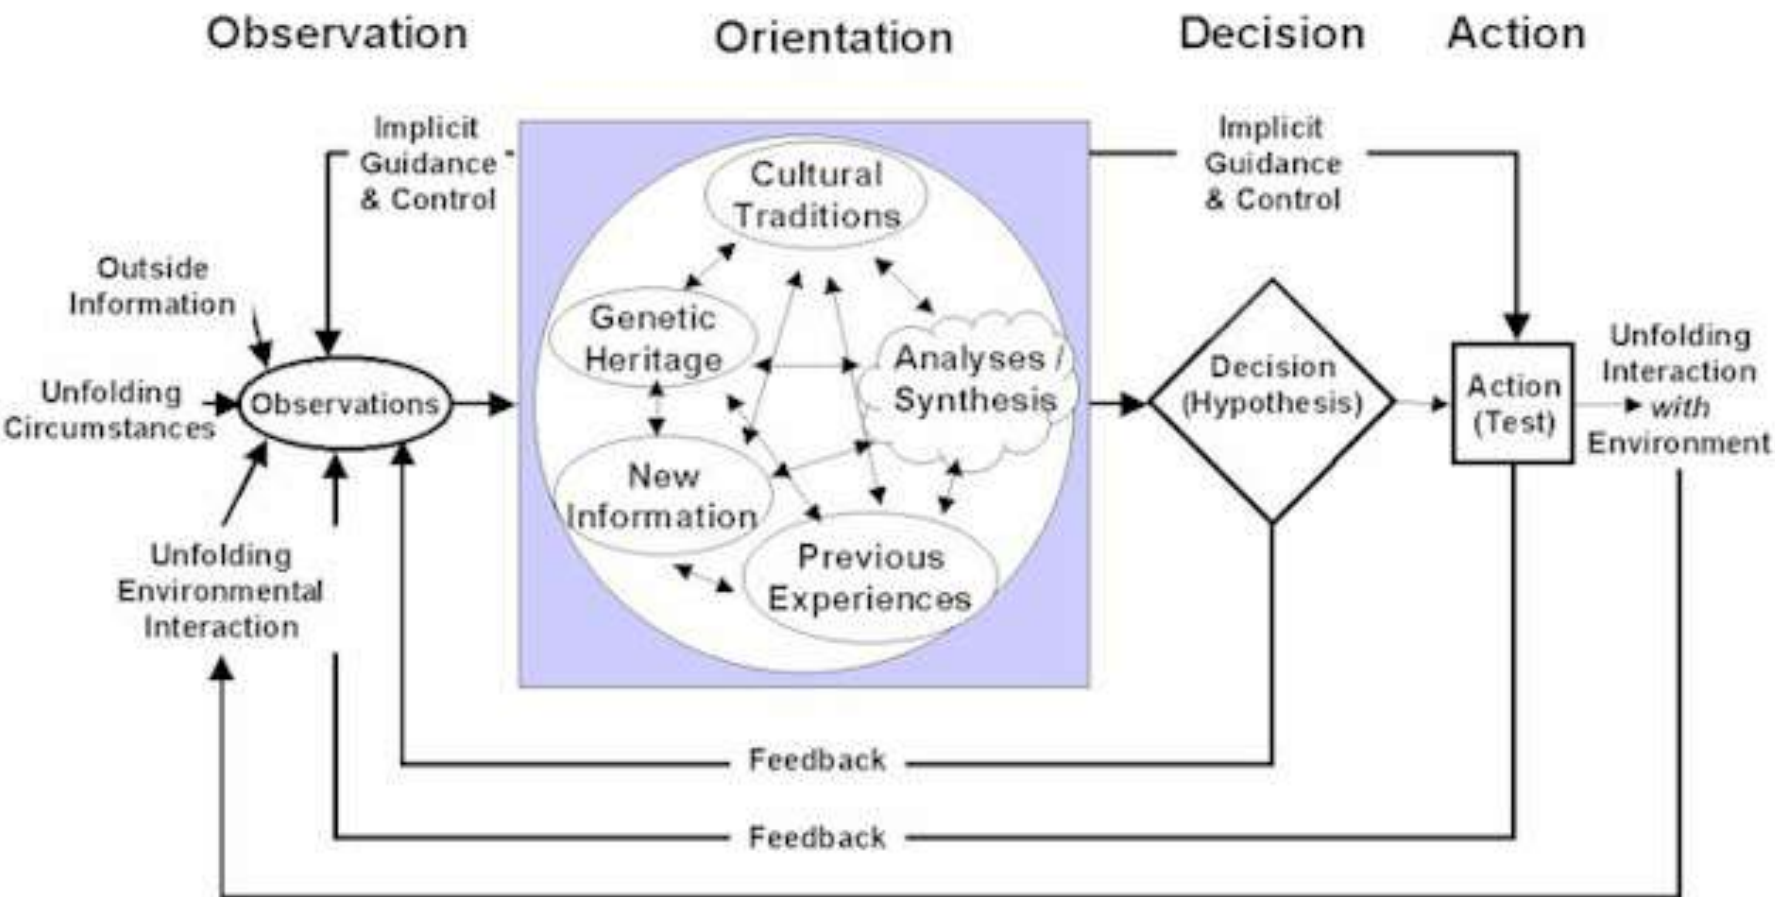 Observation
Orientation
Decision
Action
Implicit
Guidance
& Control
Outside
Information
Unfolding
Circumstances
Observations
Unfolding
Environmental
Interaction
Cultural
Traditions
Genetic
Heritage
Analyses /
Synthesis
New
Information
Previous
Experiences
Implicit
Guidance
& Control
Decision
(Hypothesis)
Action
(Test)
Unfolding
Interaction
with
Environment
Feedback
Feedback